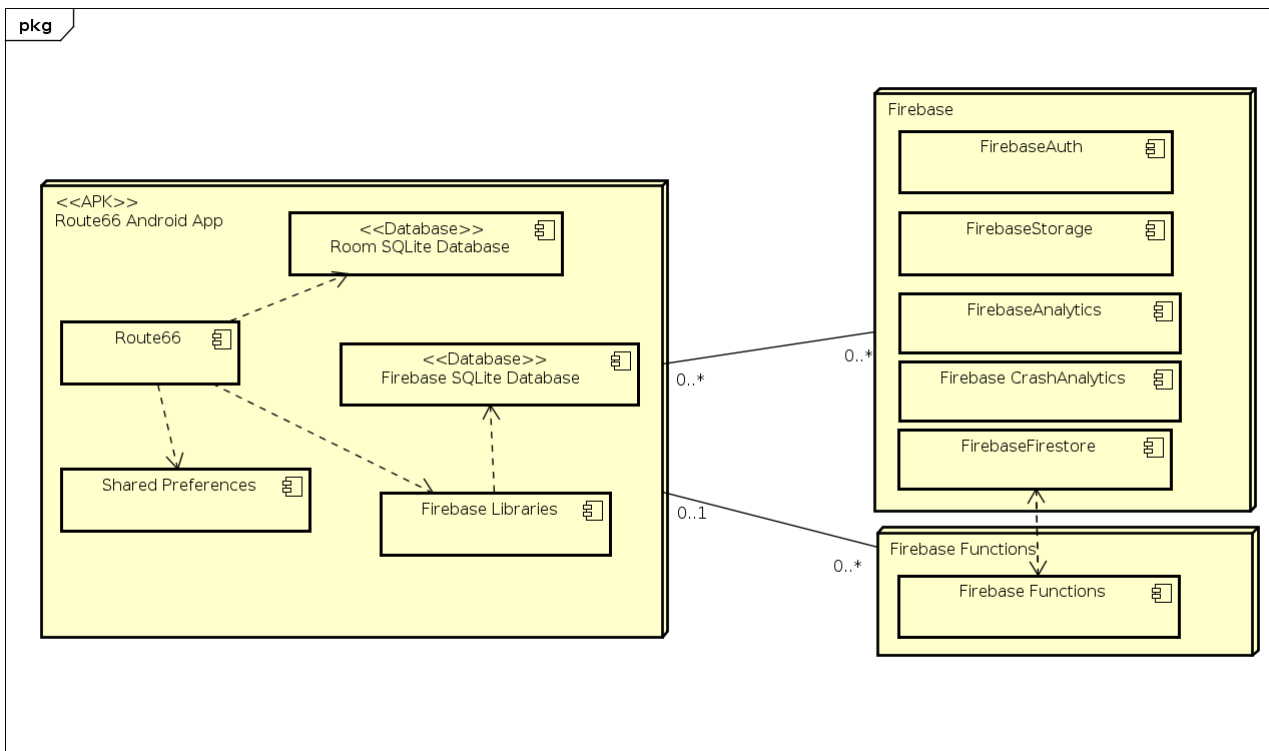 pkg
<<APK>>
Route66 Android App
<<Database>>
Room SQLite Database
Route66
<<Database>>
Firebase SQLite Database
Shared Preferences
Firebase Libraries
0..*
0..*
0..1
0..*
Firebase
FirebaseAuth
FirebaseStorage
FirebaseAnalytics
Firebase CrashAnalytics
FirebaseFirestore
Firebase Functions
Firebase Functions